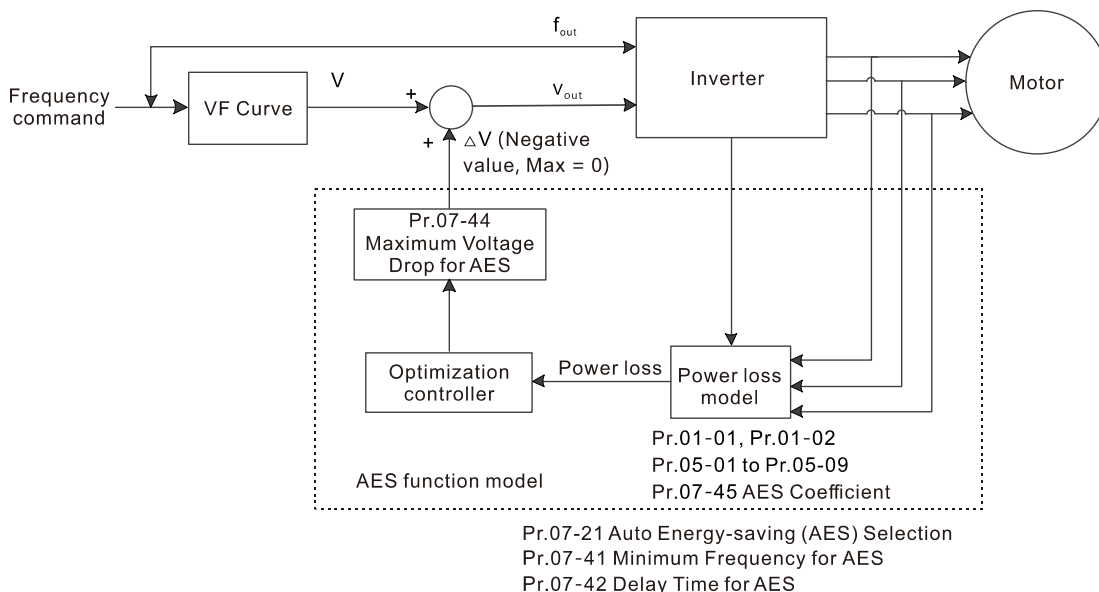 f out
Inverter
Motor
Frequency
command
VF Curve
V
+
v out
+
△V (Negative
value, Max = 0)
Pr.07-44
Maximum Voltage
Drop for AES
Optimization
controller
Power loss
Power loss
model
Pr.01-01, Pr.01-02
Pr.05-01 to Pr.05-09
Pr.07-45 AES Coefficient
AES function model
Pr.07-21 Auto Energy-saving (AES) Selection
Pr.07-41 Minimum Frequency for AES
Pr.07-42 Delay Time for AES